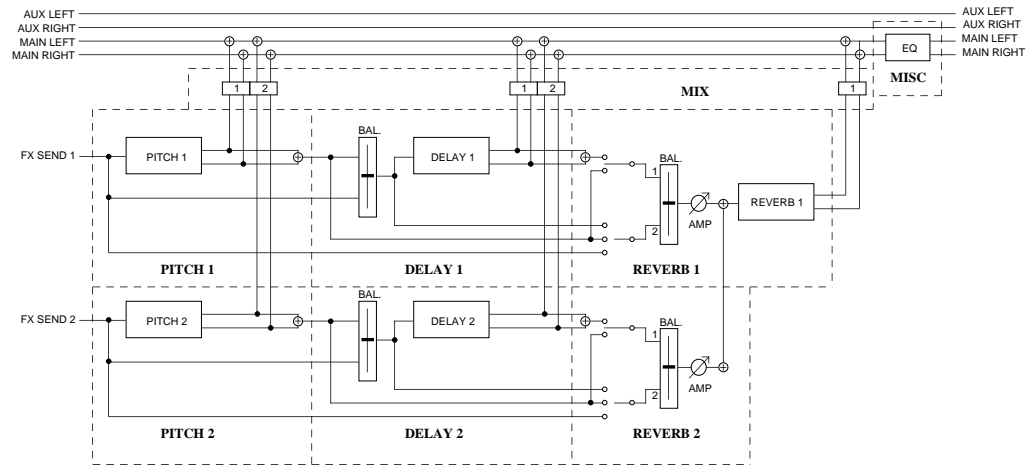 AUX LEFT AUX LEFT
AUX RIGHT AUX RIGHT
MAIN LEFT MAIN LEFT
MAIN RIGHT EQ MAIN RIGHT
MISC
1 2 1 2 MIX 1
BAL.
FX SEND 1 PITCH 1 DELAY 1 BAL.
1 REVERB 1
AMP
2
PITCH 1 DELAY 1 REVERB 1
BAL.
FX SEND 2 PITCH 2 DELAY 2 BAL.
1
AMP
2
PITCH 2 DELAY 2 REVERB 2